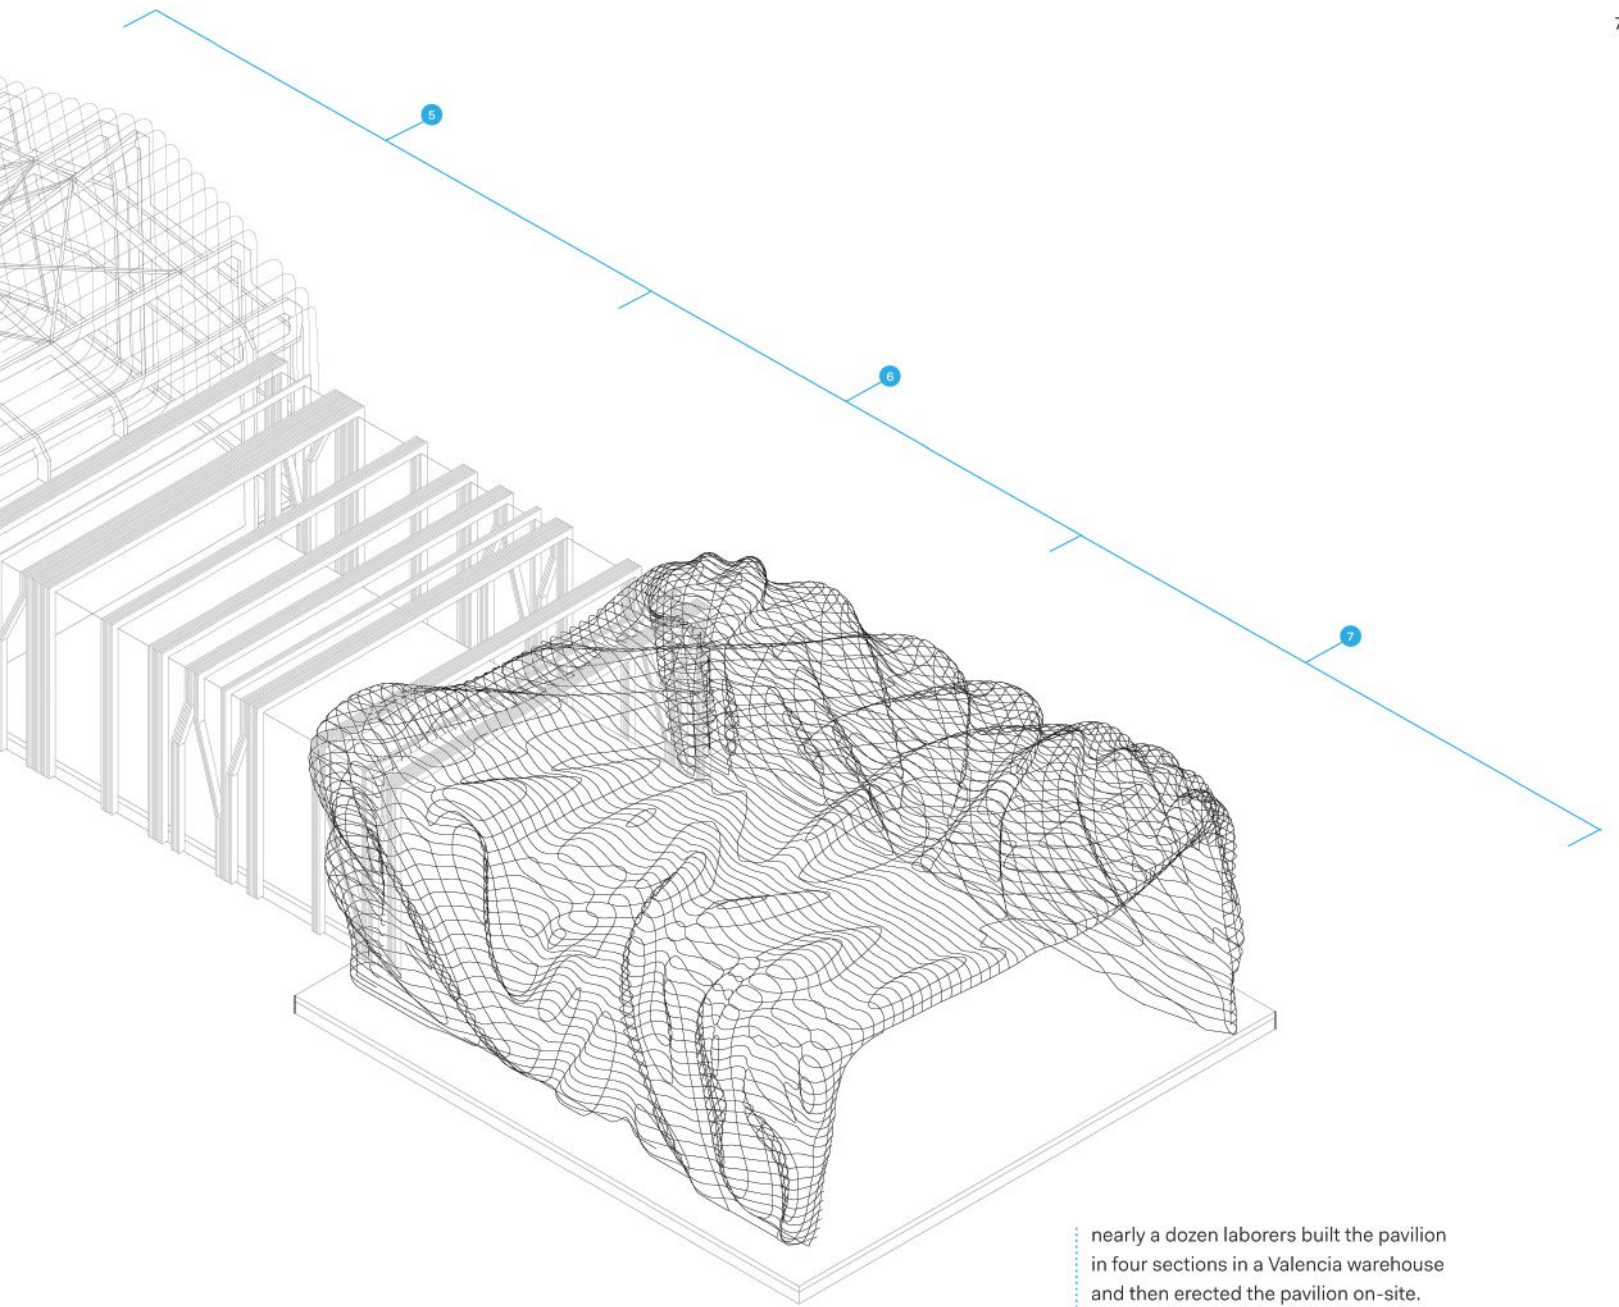 7
5
6
7
nearly a dozen laborers built the pavilion
in four sections in a Valencia warehouse
and then erected the pavilion on-site.